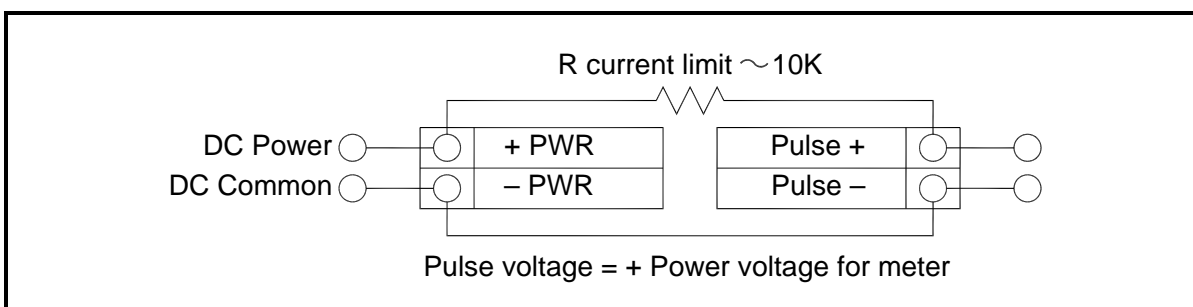 R current limit ～10K
DC Power + PWR Pulse +
DC Common – PWR Pulse –
Pulse voltage = + Power voltage for meter